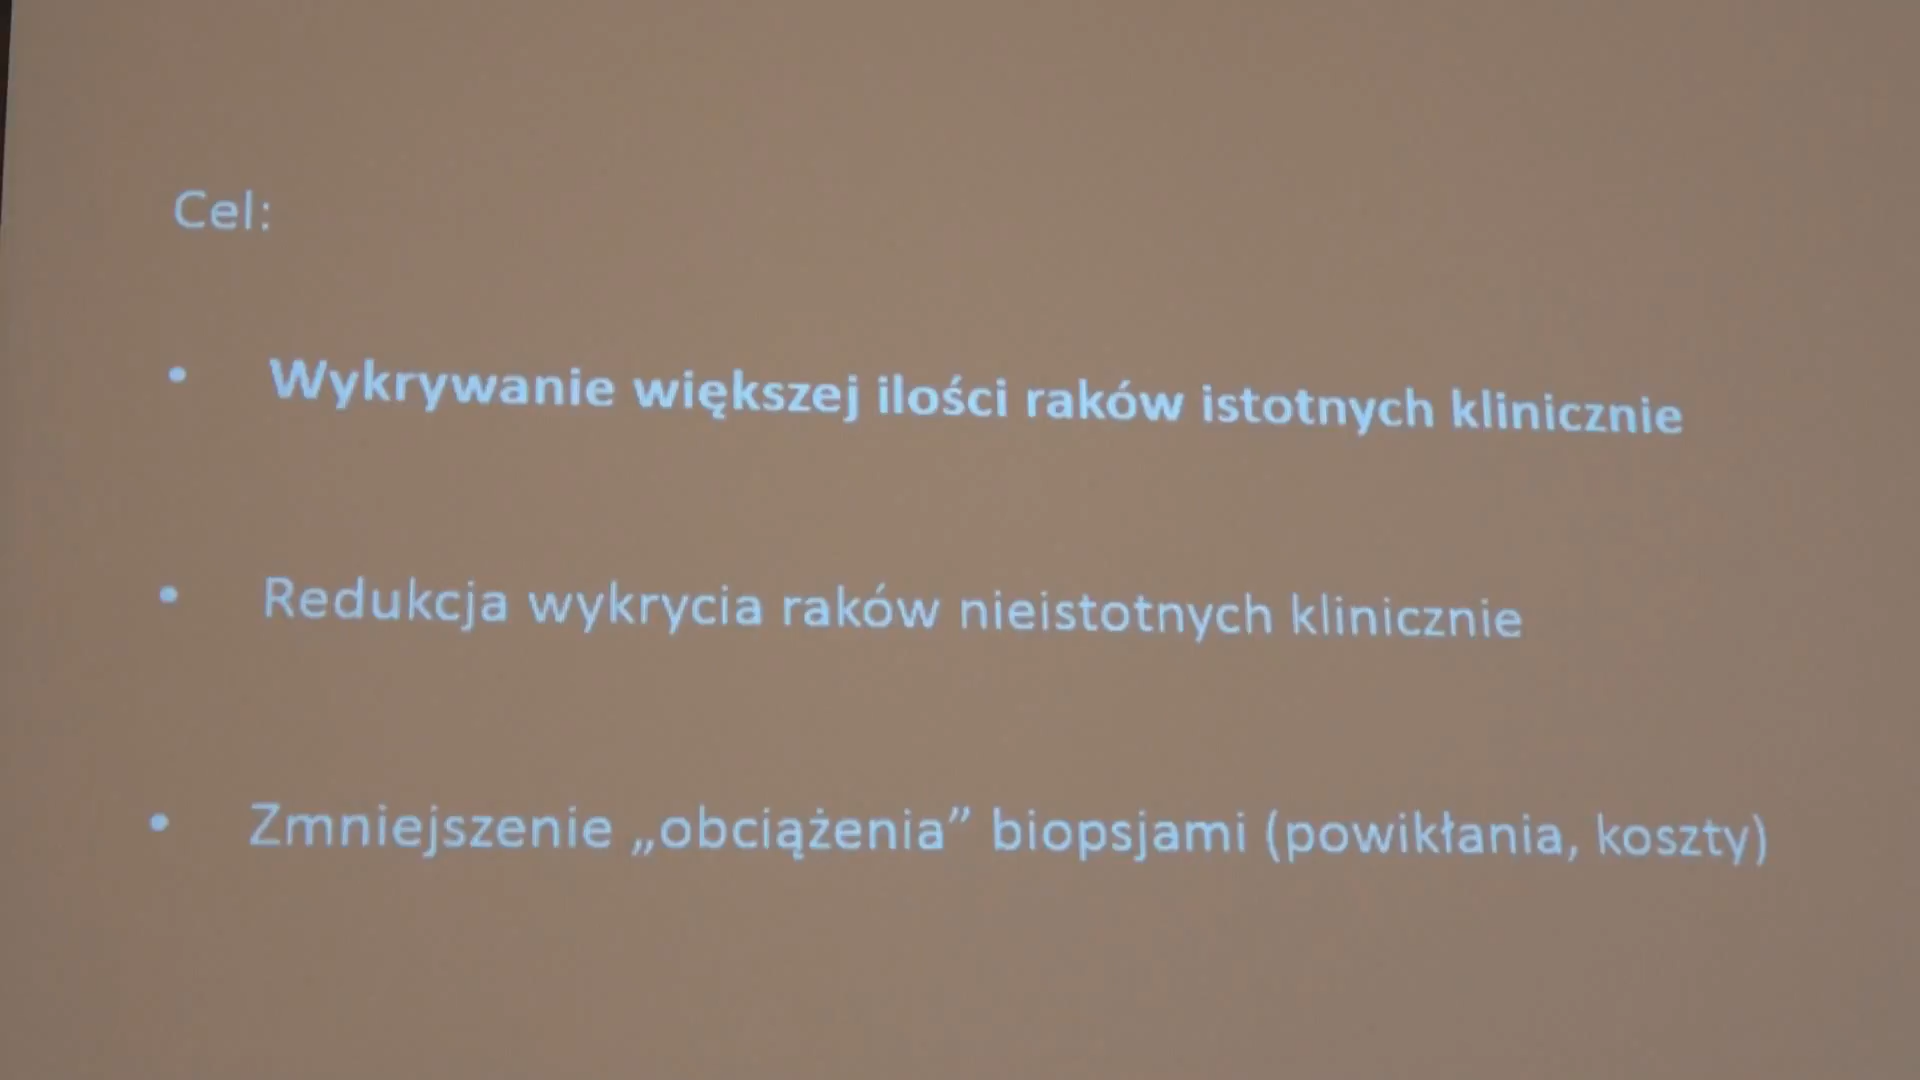 Cel:
• Wykrywanie większej ilości raków istotnych klinicznie
• Redukcja wykrycia raków nieistotnych klinicznie
• Zmniejszenie „obciążenia” biopsjami (powikłania, koszty)